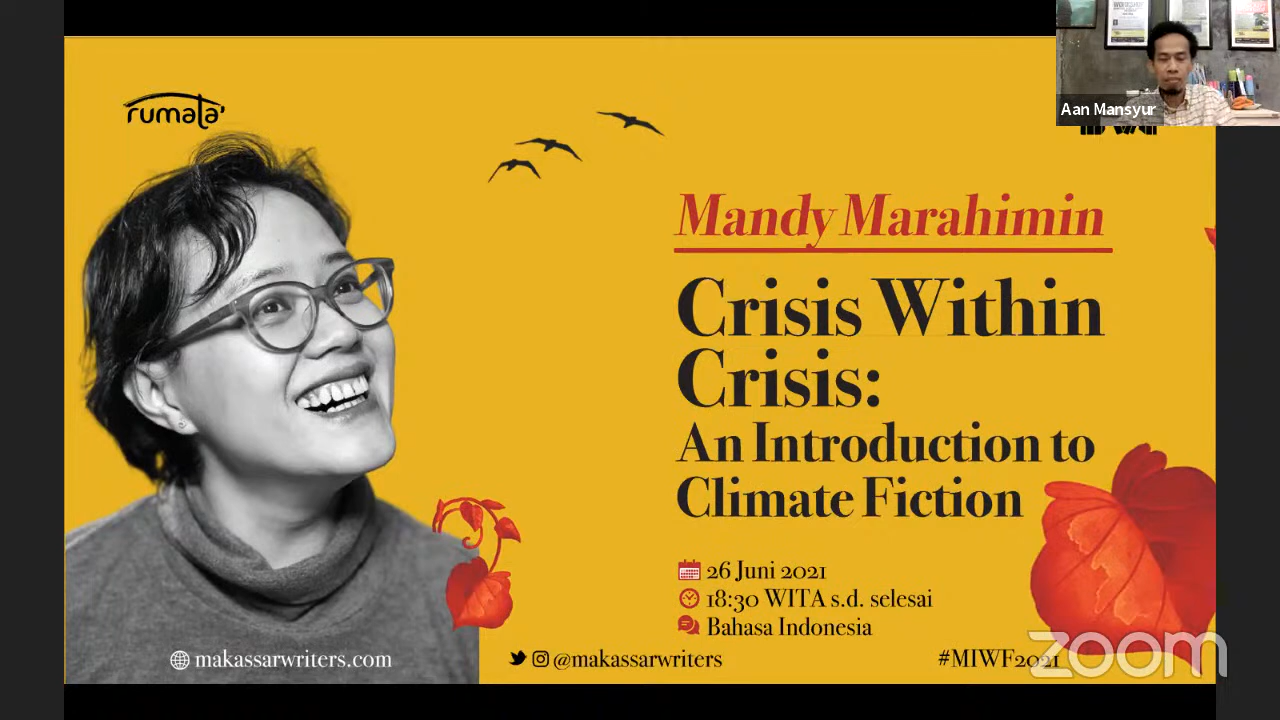 rumata'
Aan Mansyur
Mandy Marahimin
Crisis Within
Crisis:
An Introduction to
Climate Fiction
26 Juni 2021
18:30 WITA s.d. selesai
Bahasa Indonesia
makassarwriters.com
@makassarwriters
#MIWF2021
zoom